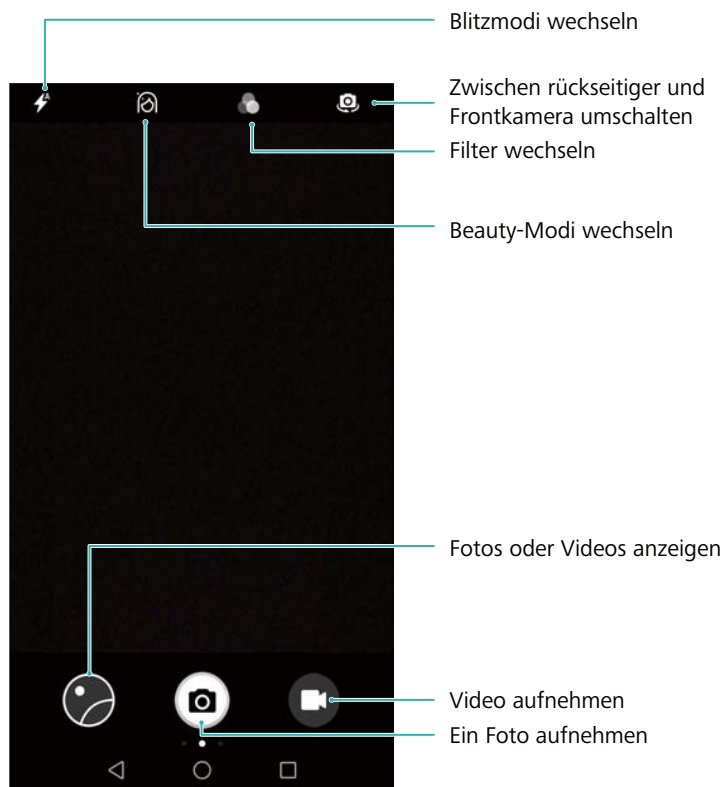 Blitzmodi wechseln
Zwischen rückseitiger und
Frontkamera umschalten
Filter wechseln
Beauty-Modi wechseln
Fotos oder Videos anzeigen
Video aufnehmen
Ein Foto aufnehmen